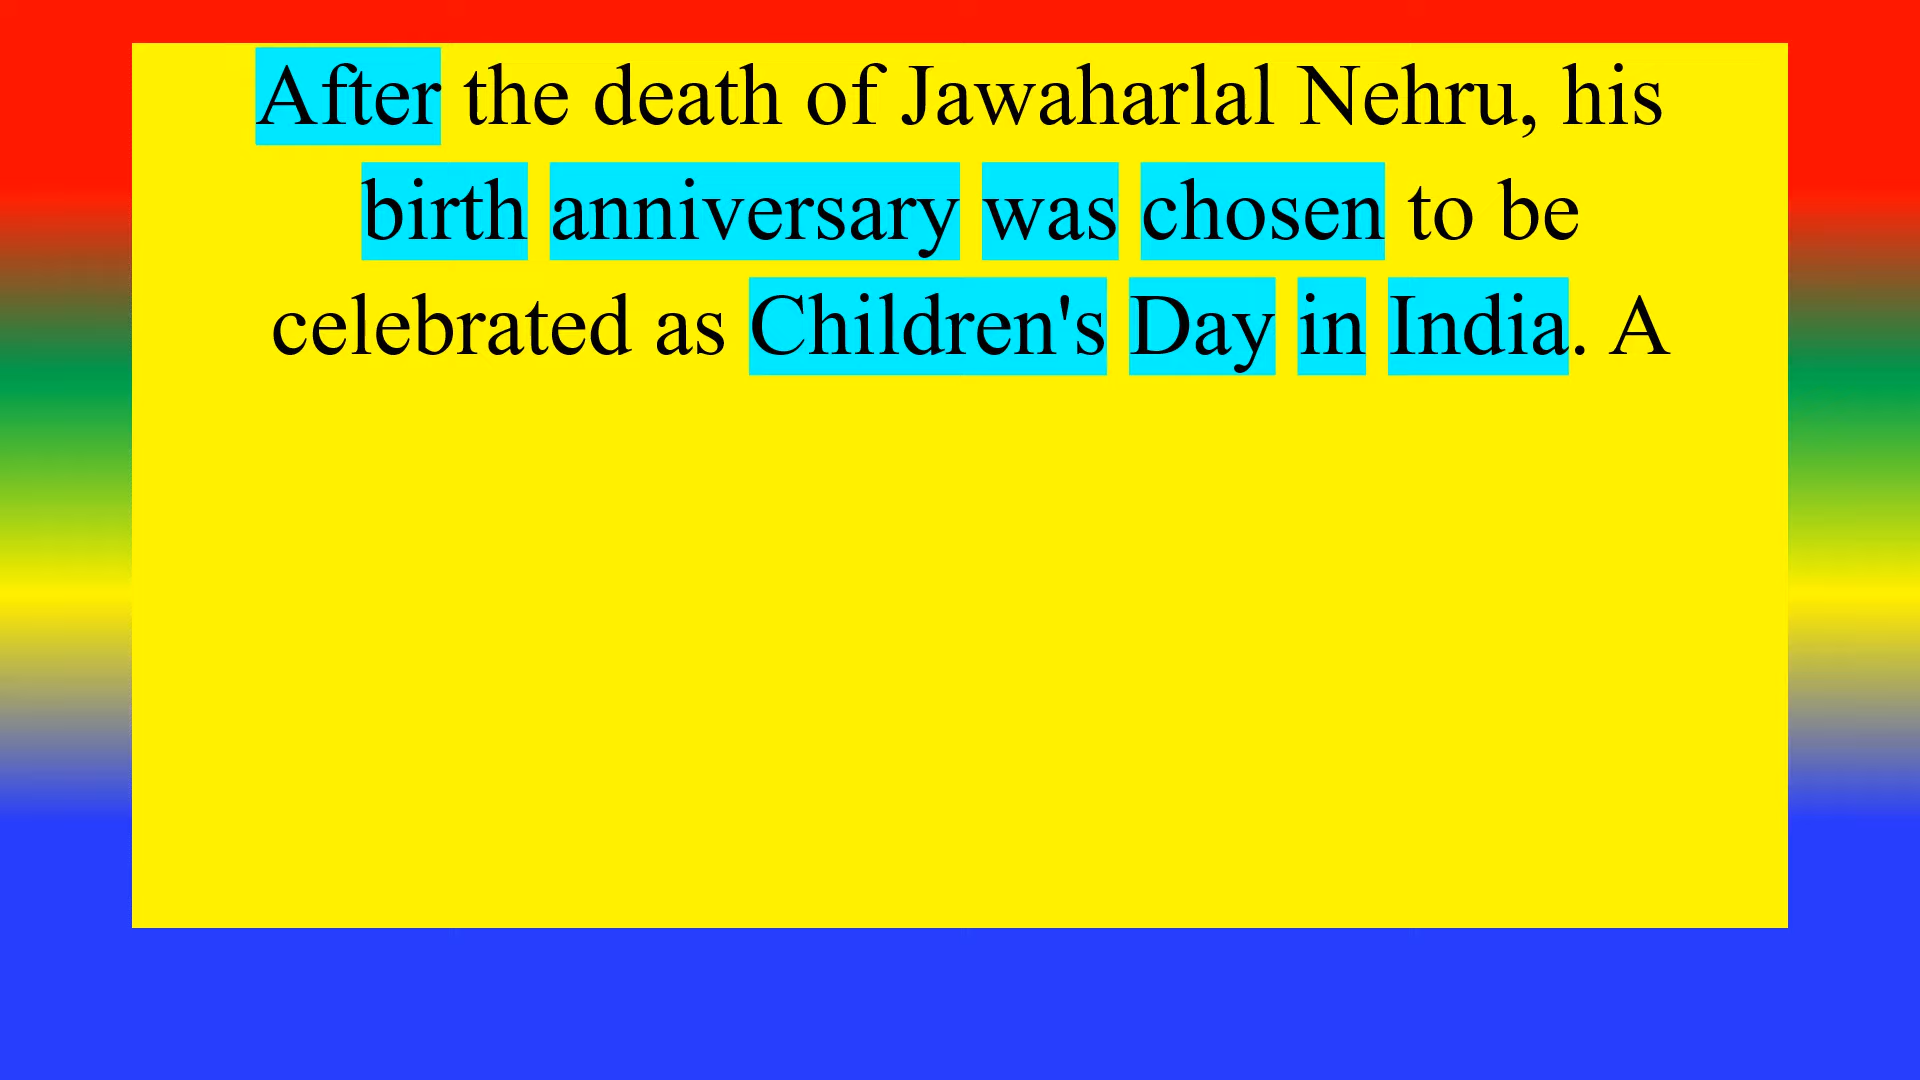 After the death of Jawaharlal Nehru, his
birth anniversary was chosen to be
celebrated as Children's Day in India. A